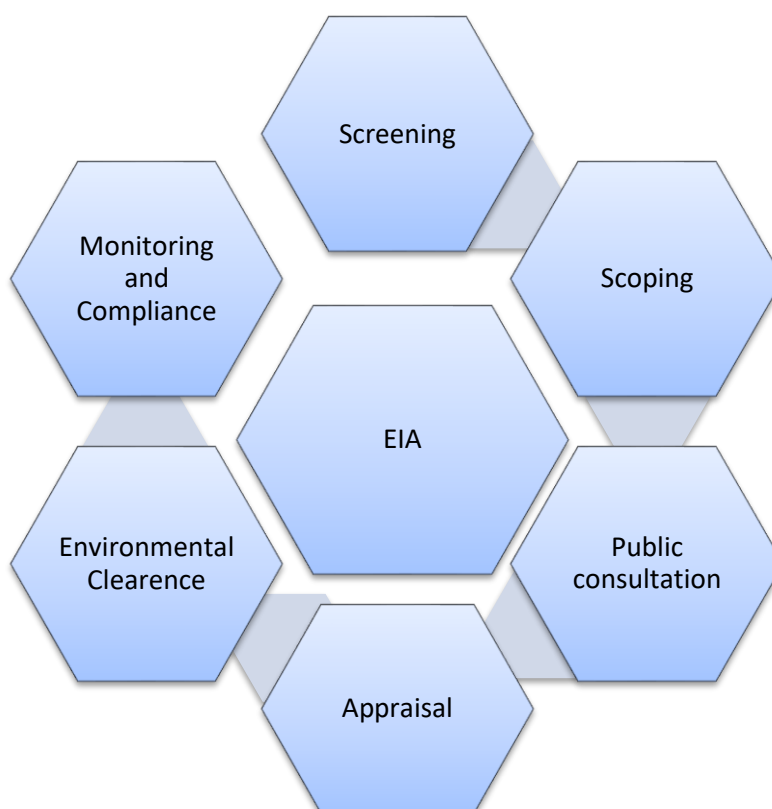 Screening
Scoping
Public
consultation
Appraisal
Environmental
Clearence
Monitoring
and
Compliance
EIA